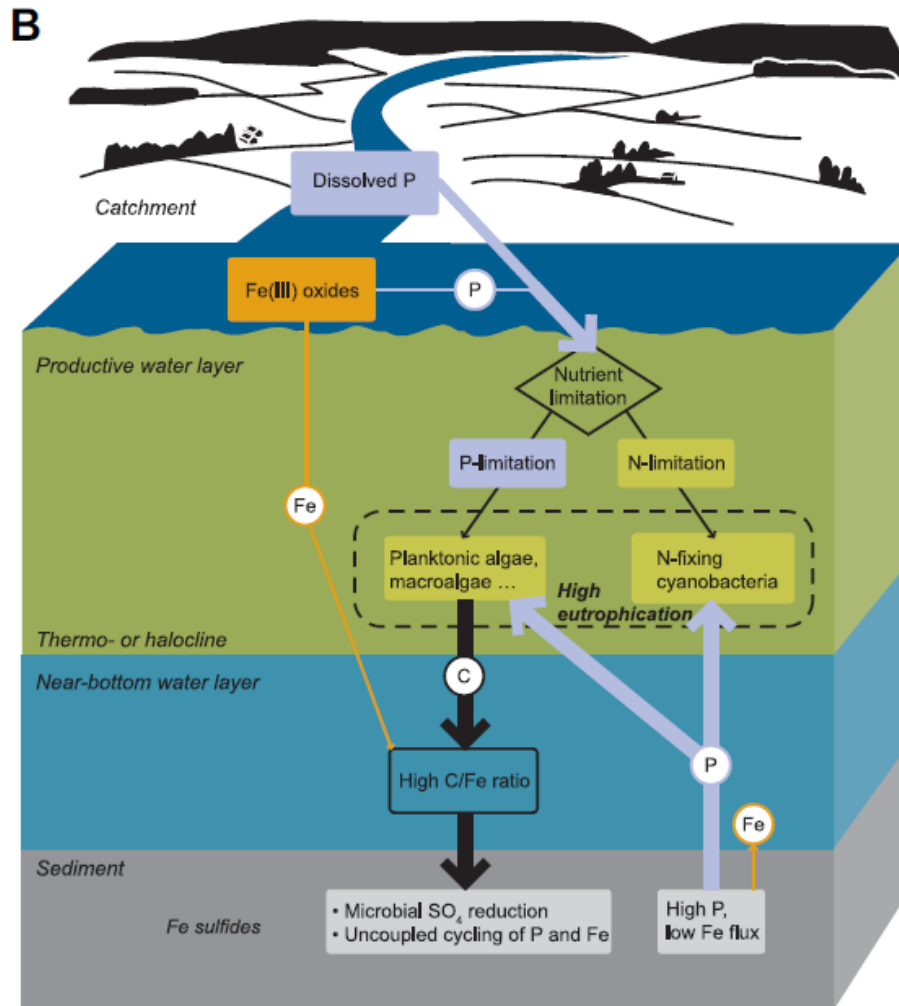 B
Dissolved P
Catchment
Fe(III) oxides
P
Productive water layer
Nutrient
limitation
P-limitation
N-limitation
Fe
Planktonic algae,
macroalgae ...
N-fixing
cyanobacteria
High
eutrophication
Thermo- or halocline
Near-bottom water layer
C
P
High C/Fe ratio
Fe
Sediment
Fe sulfides
• Microbial SO₄ reduction
• Uncoupled cycling of P and Fe
High P,
low Fe flux